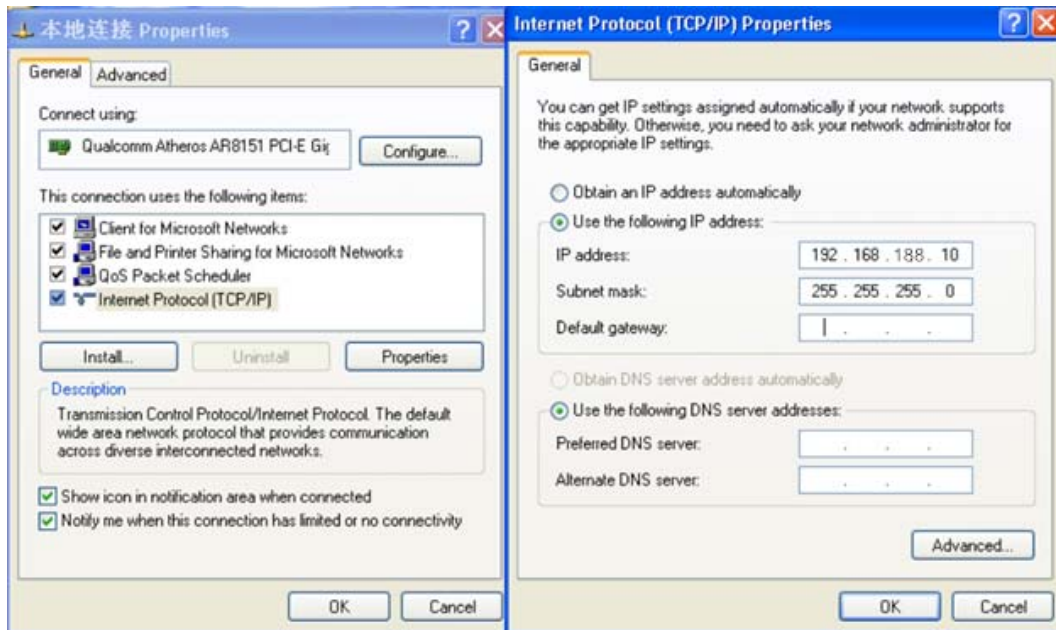 本地连接 Properties
General
Advanced
Connect using:
Qualcomm Atheros AR8151 PCI-E Gig
Configure...
This connection uses the following items:
Client for Microsoft Networks
File and Printer Sharing for Microsoft Networks
QoS Packet Scheduler
Internet Protocol (TCP/IP)
Install...
Uninstall
Properties
Description
Transmission Control Protocol/Internet Protocol. The default
wide area network protocol that provides communication
across diverse interconnected networks.
Show icon in notification area when connected
Notify me when this connection has limited or no connectivity
OK
Cancel
Internet Protocol (TCP/IP) Properties
General
You can get IP settings assigned automatically if your network supports
this capability. Otherwise, you need to ask your network administrator for
the appropriate IP settings.
Obtain an IP address automatically
Use the following IP address:
IP address: 192 . 168 . 188 . 10
Subnet mask: 255 . 255 . 255 . 0
Default gateway: . . .
Obtain DNS server address automatically
Use the following DNS server addresses:
Preferred DNS server: . . .
Alternate DNS server: . . .
Advanced...
OK
Cancel